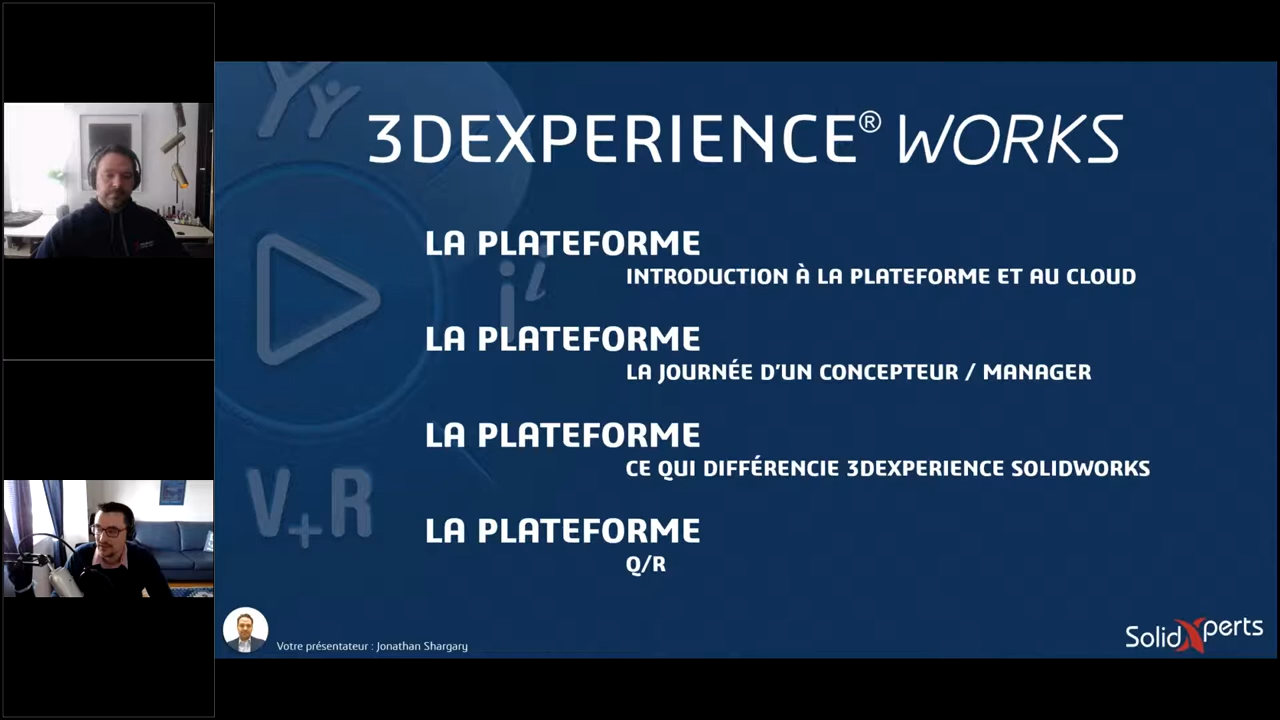 3DEXPERIENCE® WORKS
LA PLATEFORME
INTRODUCTION À LA PLATEFORME ET AU CLOUD
LA PLATEFORME
LA JOURNÉE D'UN CONCEPTEUR / MANAGER
LA PLATEFORME
CE QUI DIFFÉRENCIE 3DEXPERIENCE SOLIDWORKS
LA PLATEFORME
Q/R
V+R
Votre présentateur : Jonathan Shargary
SolidXperts